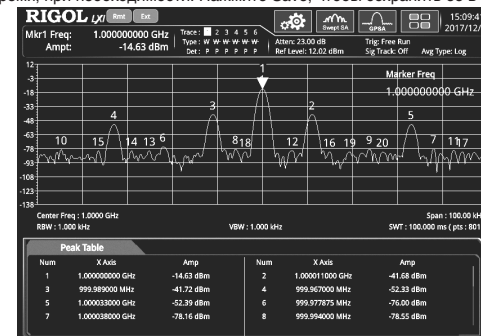 RIGOL LXI Rmt Ext
Swept SA GPSA 15:09:4
2017/12/
Mkr1 Freq: 1.000000000 GHz
Ampt: -14.63 dBm
Trace: 1 2 3 4 5 6
Type: W W W W W W
Det: P P P P P P
Atten: 23.00 dB
Ref Level: 12.02 dBm
Trig: Free Run
Sig Track: Off Avg Type: Log
12
-3
-18
-33
-48
-63
-78
-93
-108
-123
-138
Marker Freq
1.000000000 GHz
1
3 2
4 5
10 15 14 13 6 8 18 12 16 19 9 20 7 11 17
Center Freq : 1.0000 GHz Span : 100.00 kH
RBW : 1.000 kHz VBW : 1.000 kHz SWT : 100.000 ms ( pts : 801
Peak Table
Num X Axis Amp Num X Axis Amp
1 1.000000000 GHz -14.63 dBm 2 1.000011000 GHz -41.68 dBm
3 999.989000 MHz -41.72 dBm 4 999.967000 MHz -52.33 dBm
5 1.000033000 GHz -52.39 dBm 6 999.977875 MHz -76.00 dBm
7 1.000038000 GHz -78.16 dBm 8 999.994000 MHz -78.55 dBm